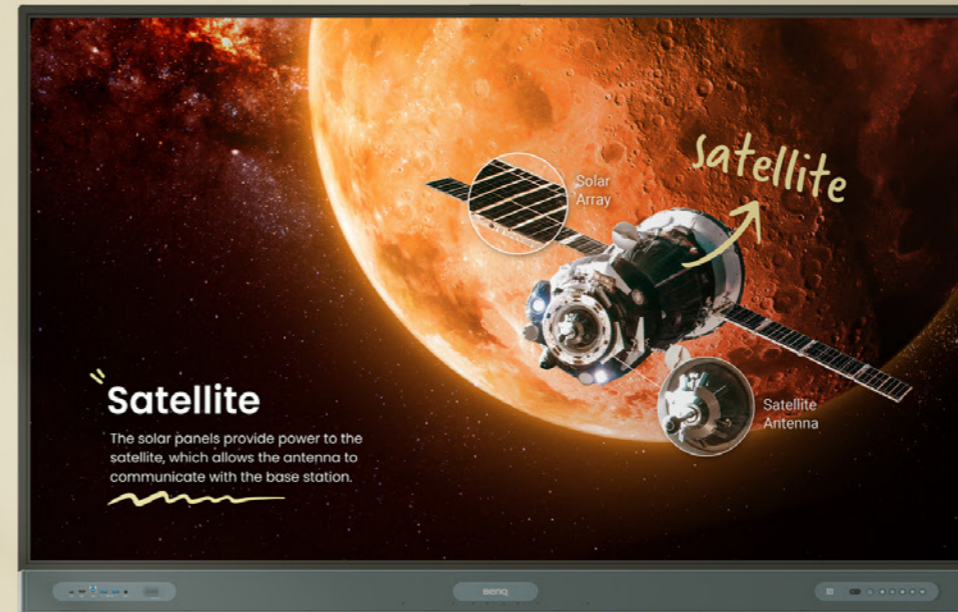 satellite
Solar
Array
Satellite
The solar panels provide power to the
satellite, which allows the antenna to
communicate with the base station.
Satellite
Antenna
BenQ